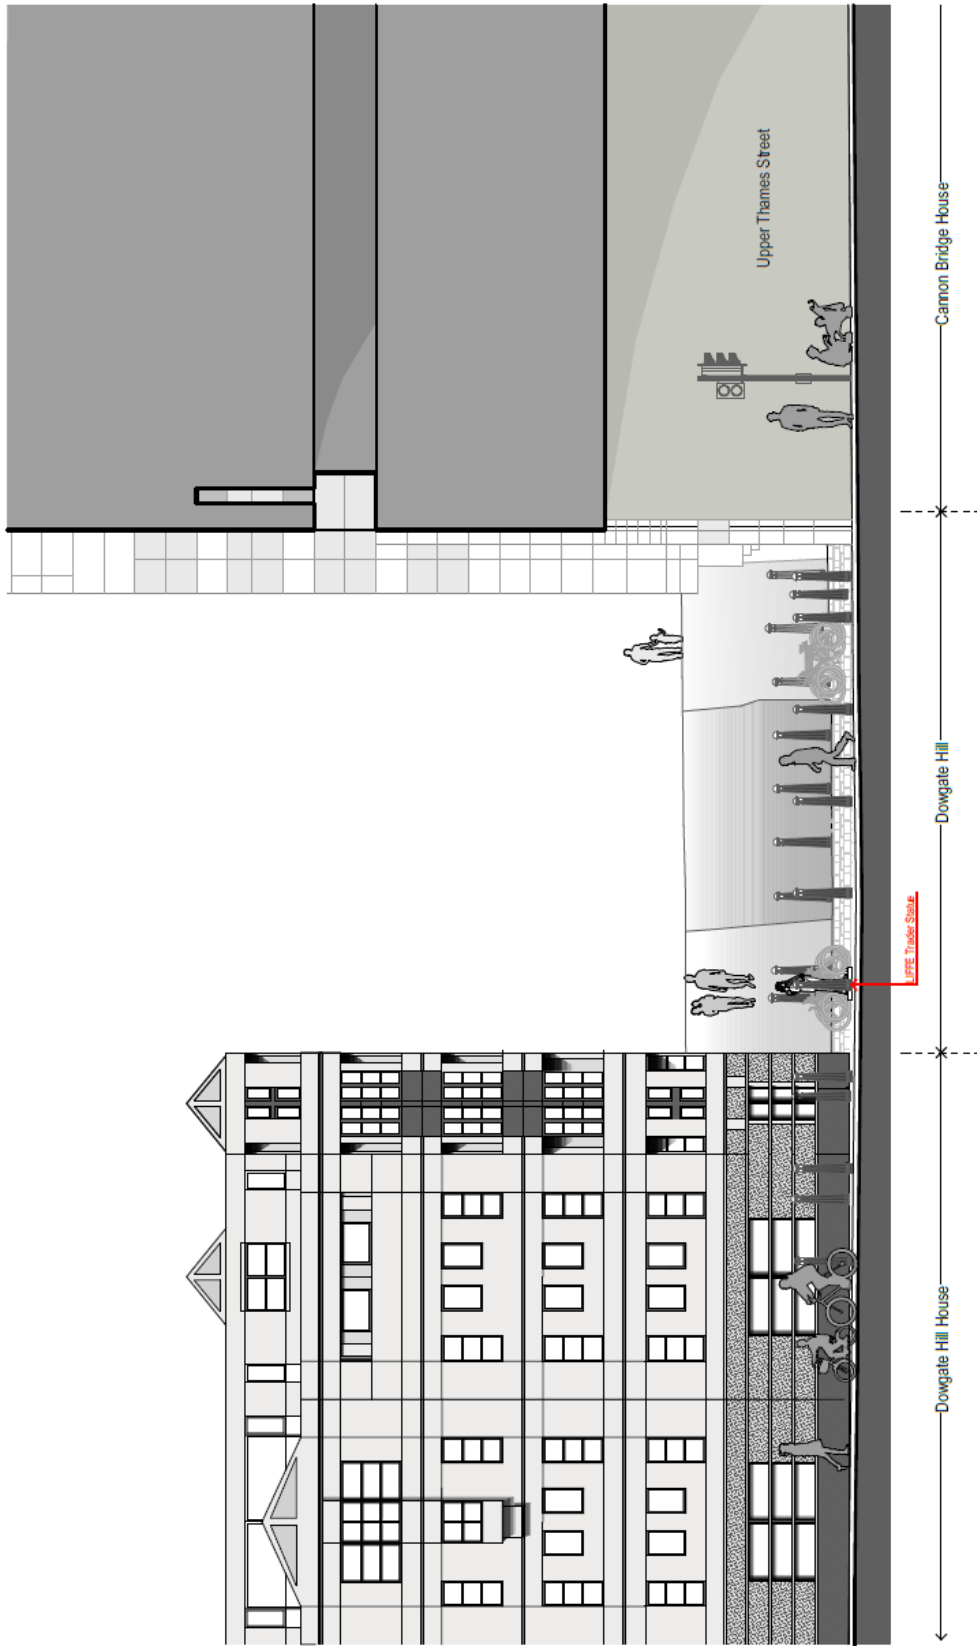 Dowgate Hill House
Dowgate Hill
Cannon Bridge House
LIFFE Trader Statue
Upper Thames Street